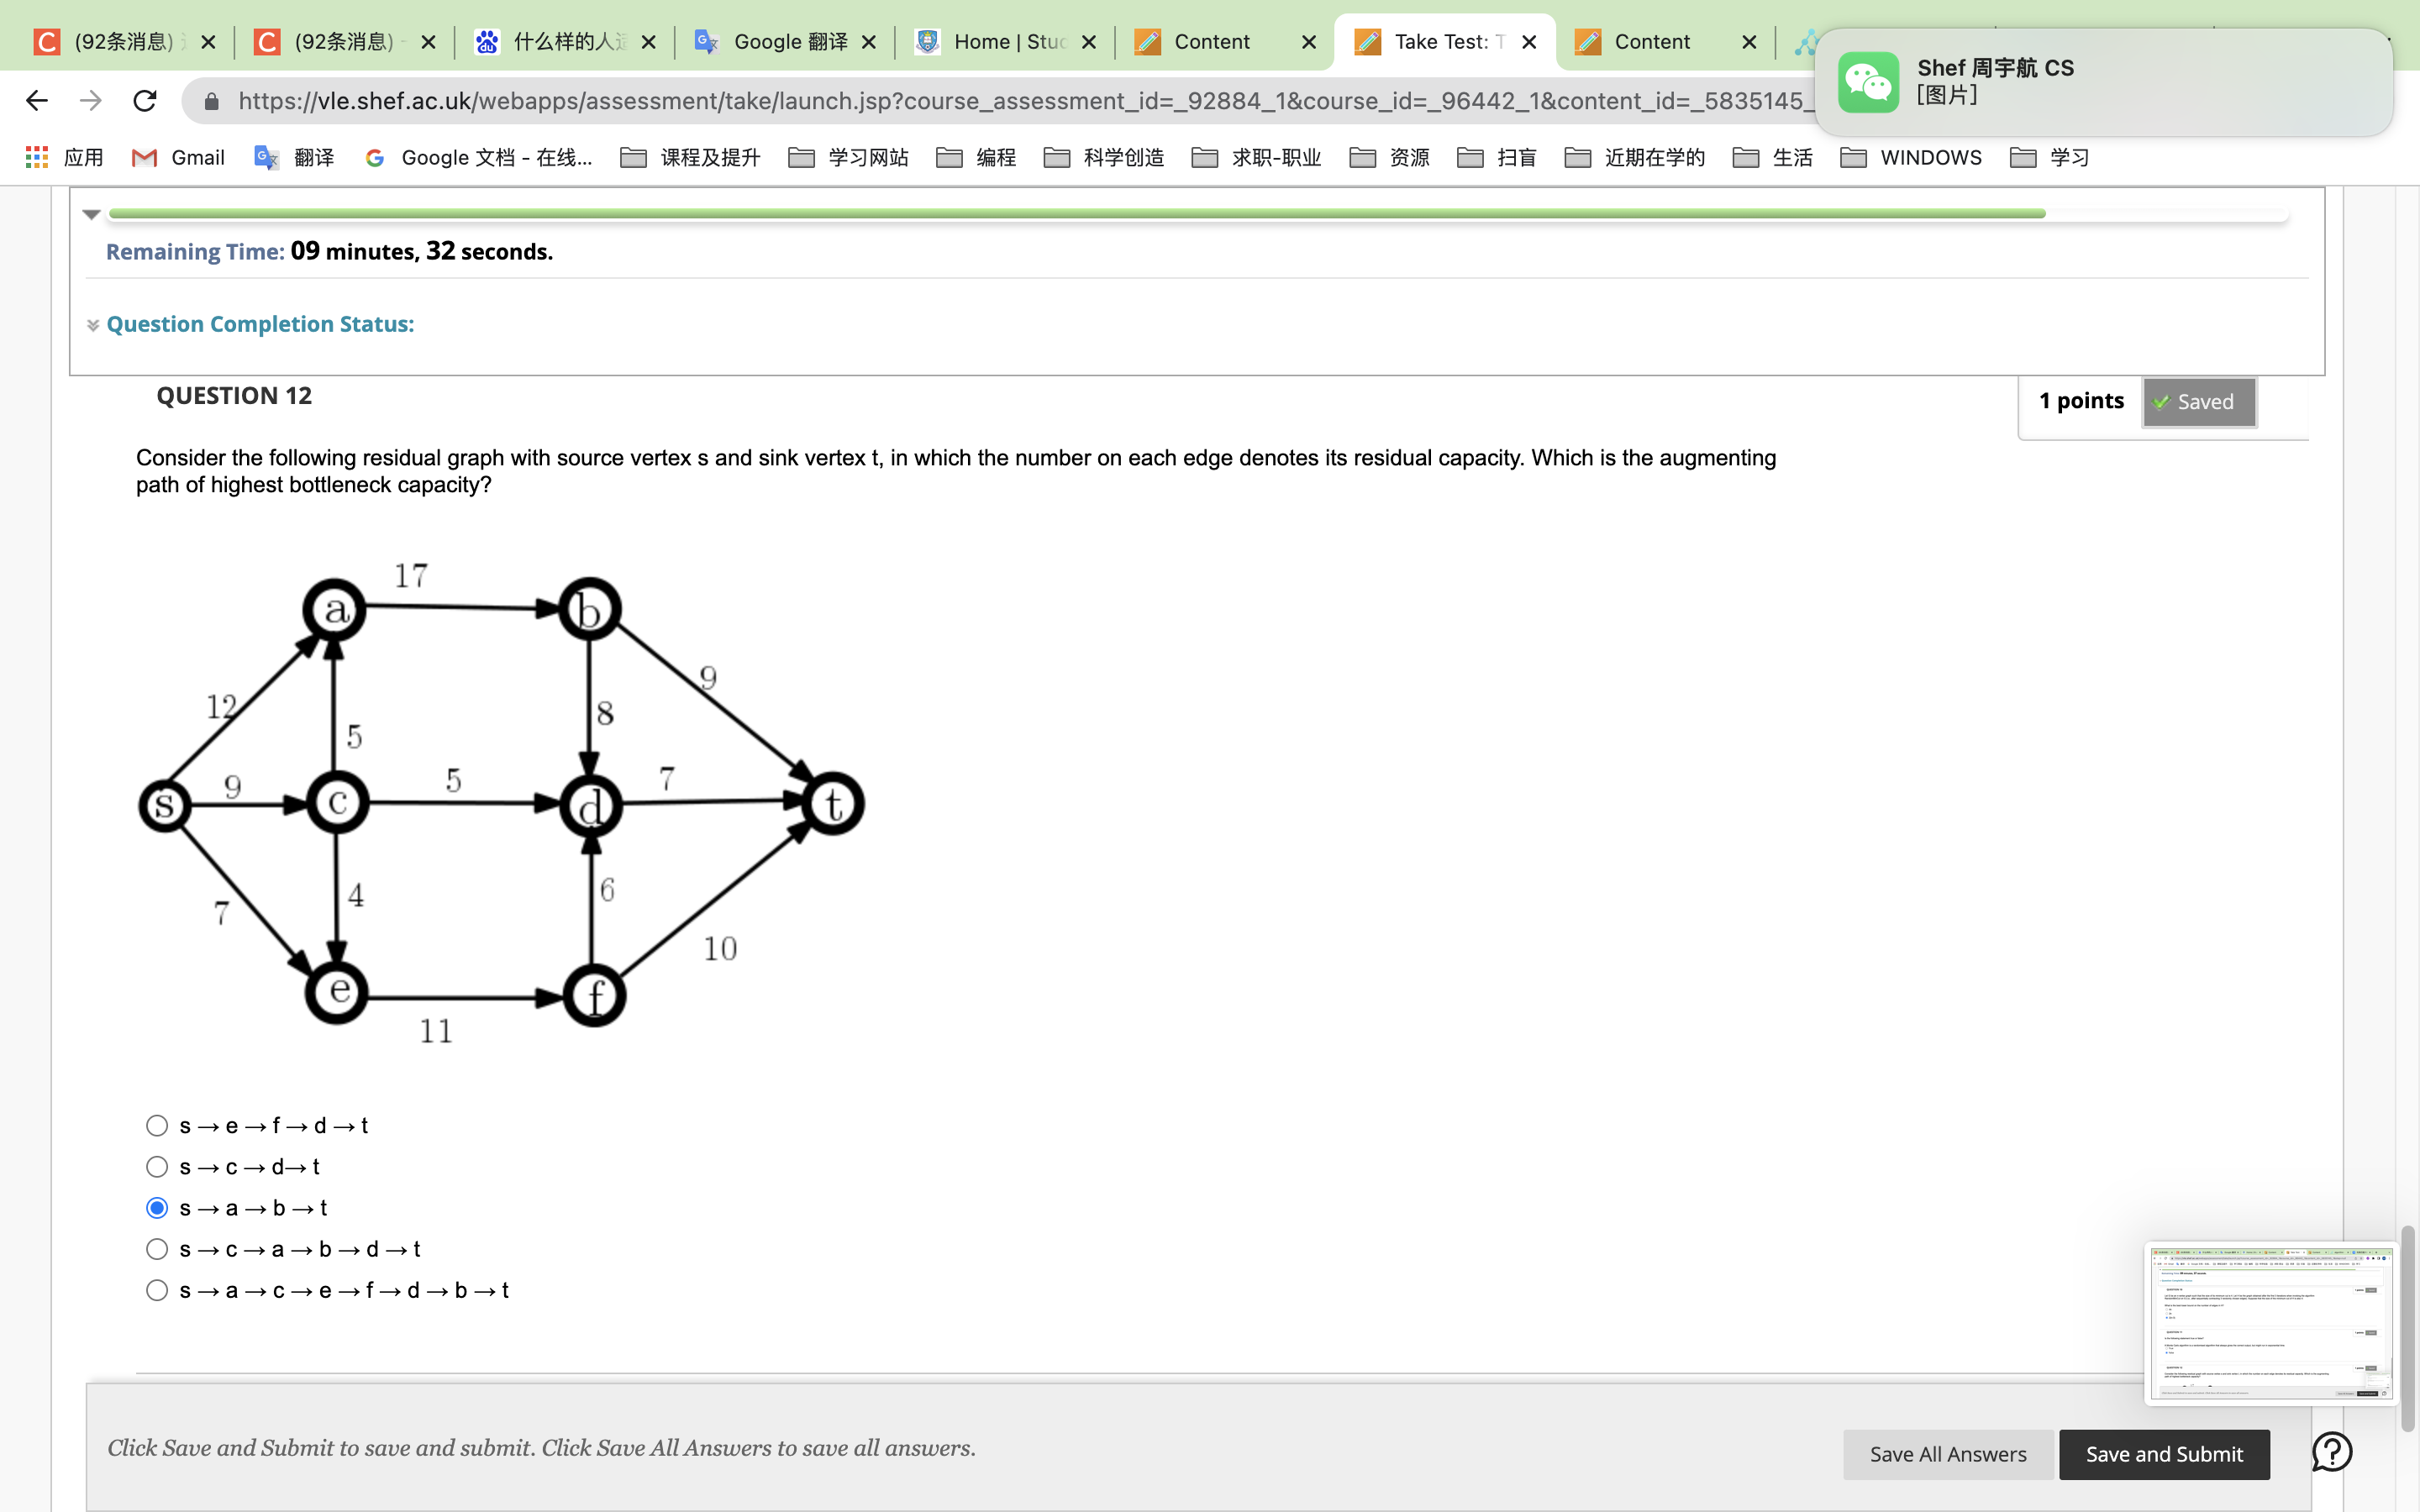 (92条消息)
(92条消息) -
什么样的人
Google 翻译
Home | Stuc
Content
Take Test: T
Content
Shef 周宇航 CS
[图片]
https://vle.shef.ac.uk/webapps/assessment/take/launch.jsp?course_assessment_id=_92884_1&course_id=_96442_1&content_id=_5835145_
应用
Gmail
翻译
Google 文档 - 在线...
课程及提升
学习网站
编程
科学创造
求职-职业
资源
扫盲
近期在学的
生活
WINDOWS
学习
Remaining Time: 09 minutes, 32 seconds.
Question Completion Status:
QUESTION 12
1 points
Saved
Consider the following residual graph with source vertex s and sink vertex t, in which the number on each edge denotes its residual capacity. Which is the augmenting
path of highest bottleneck capacity?
17
a
b
9
12
8
5
9
5
7
s
c
d
t
4
6
7
10
e
f
11
s → e → f → d → t
s → c → d→ t
s → a → b → t
s → c → a → b → d → t
s → a → c → e → f → d → b → t
Click Save and Submit to save and submit. Click Save All Answers to save all answers.
Save All Answers
Save and Submit
?